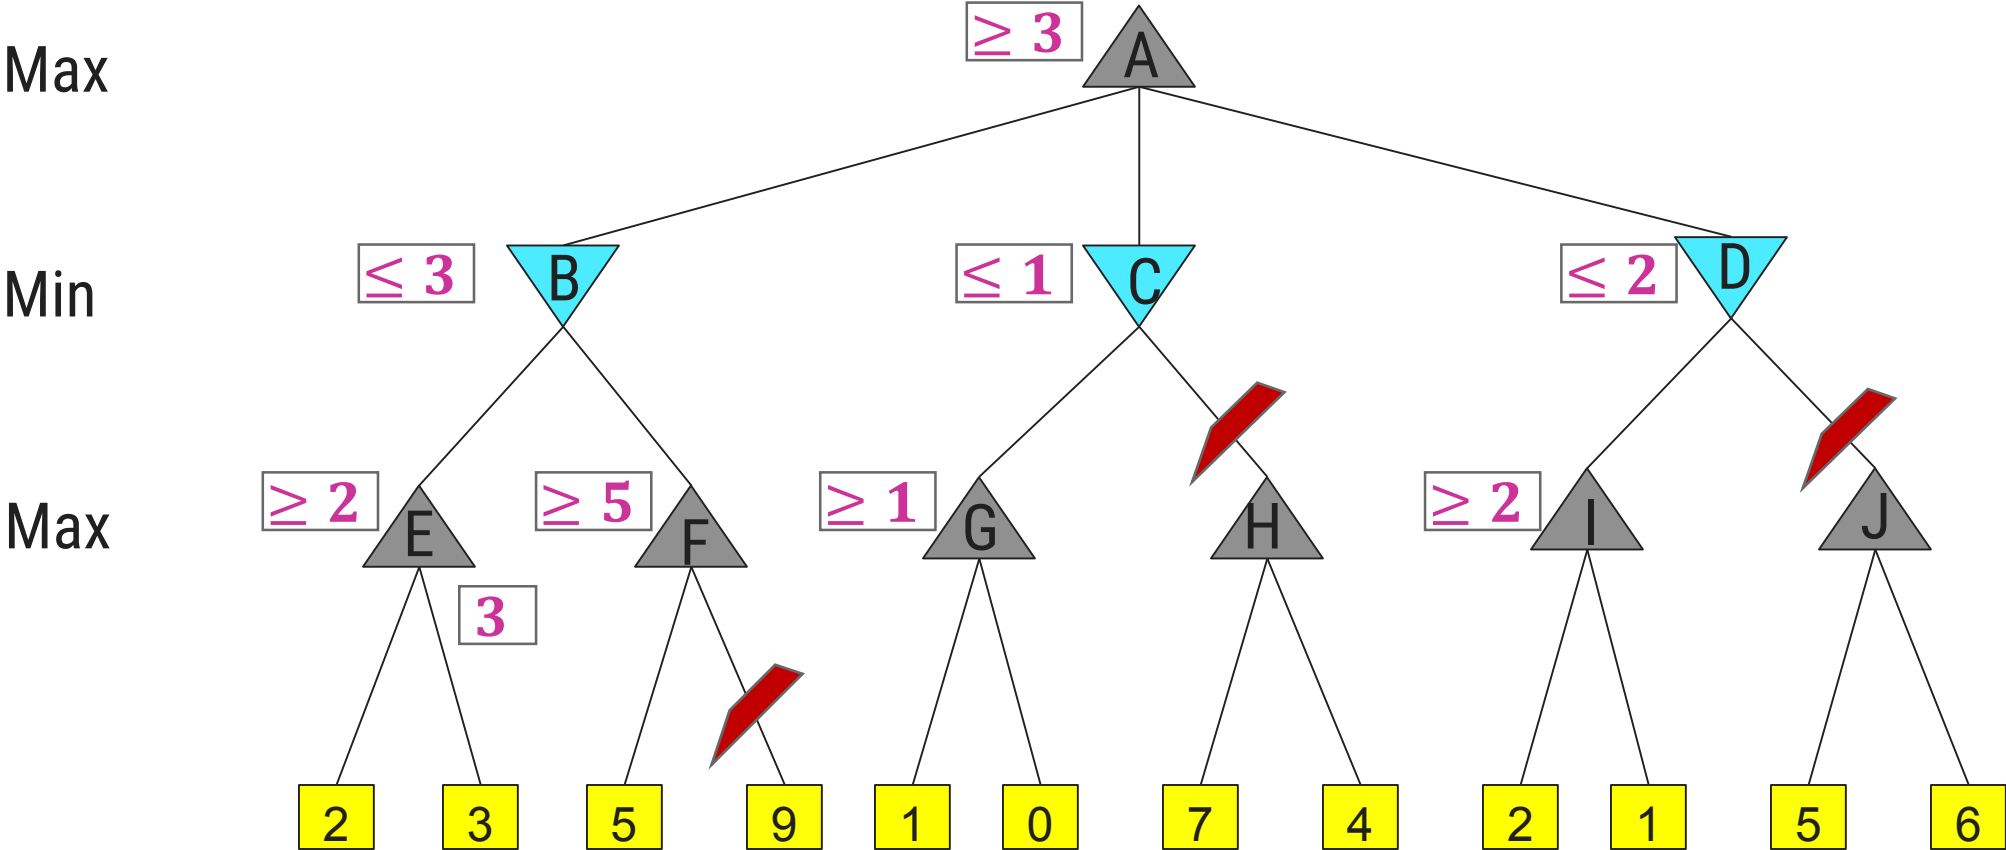 ≥ 3
A
Max
≤ 3
B
≤ 1
C
≤ 2
D
Min
≥ 2
E
≥ 5
F
≥ 1
G
H
≥ 2
I
J
Max
3
2 3 5 9 1 0 7 4 2 1 5 6